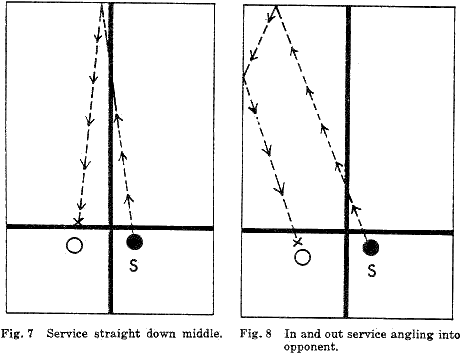 S
S
Fig. 7 Service straight down middle.
Fig. 8 In and out service angling into
opponent.